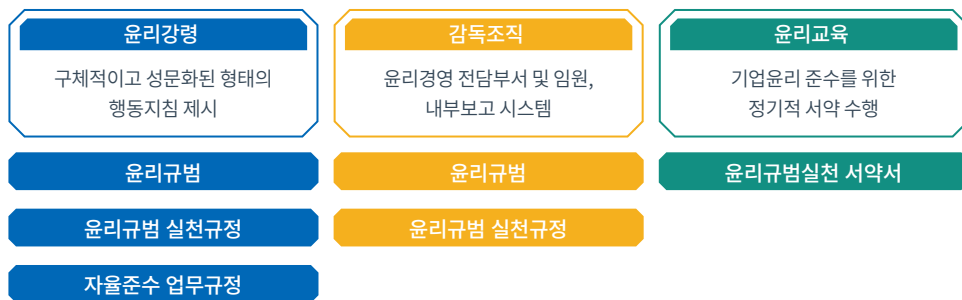 윤리강령
구체적이고 성문화된 형태의
행동지침 제시
윤리규범
윤리규범 실천규정
자율준수 업무규정
감독조직
윤리경영 전담부서 및 임원,
내부보고 시스템
윤리규범
윤리규범 실천규정
윤리교육
기업윤리 준수를 위한
정기적 서약 수행
윤리규범실천 서약서